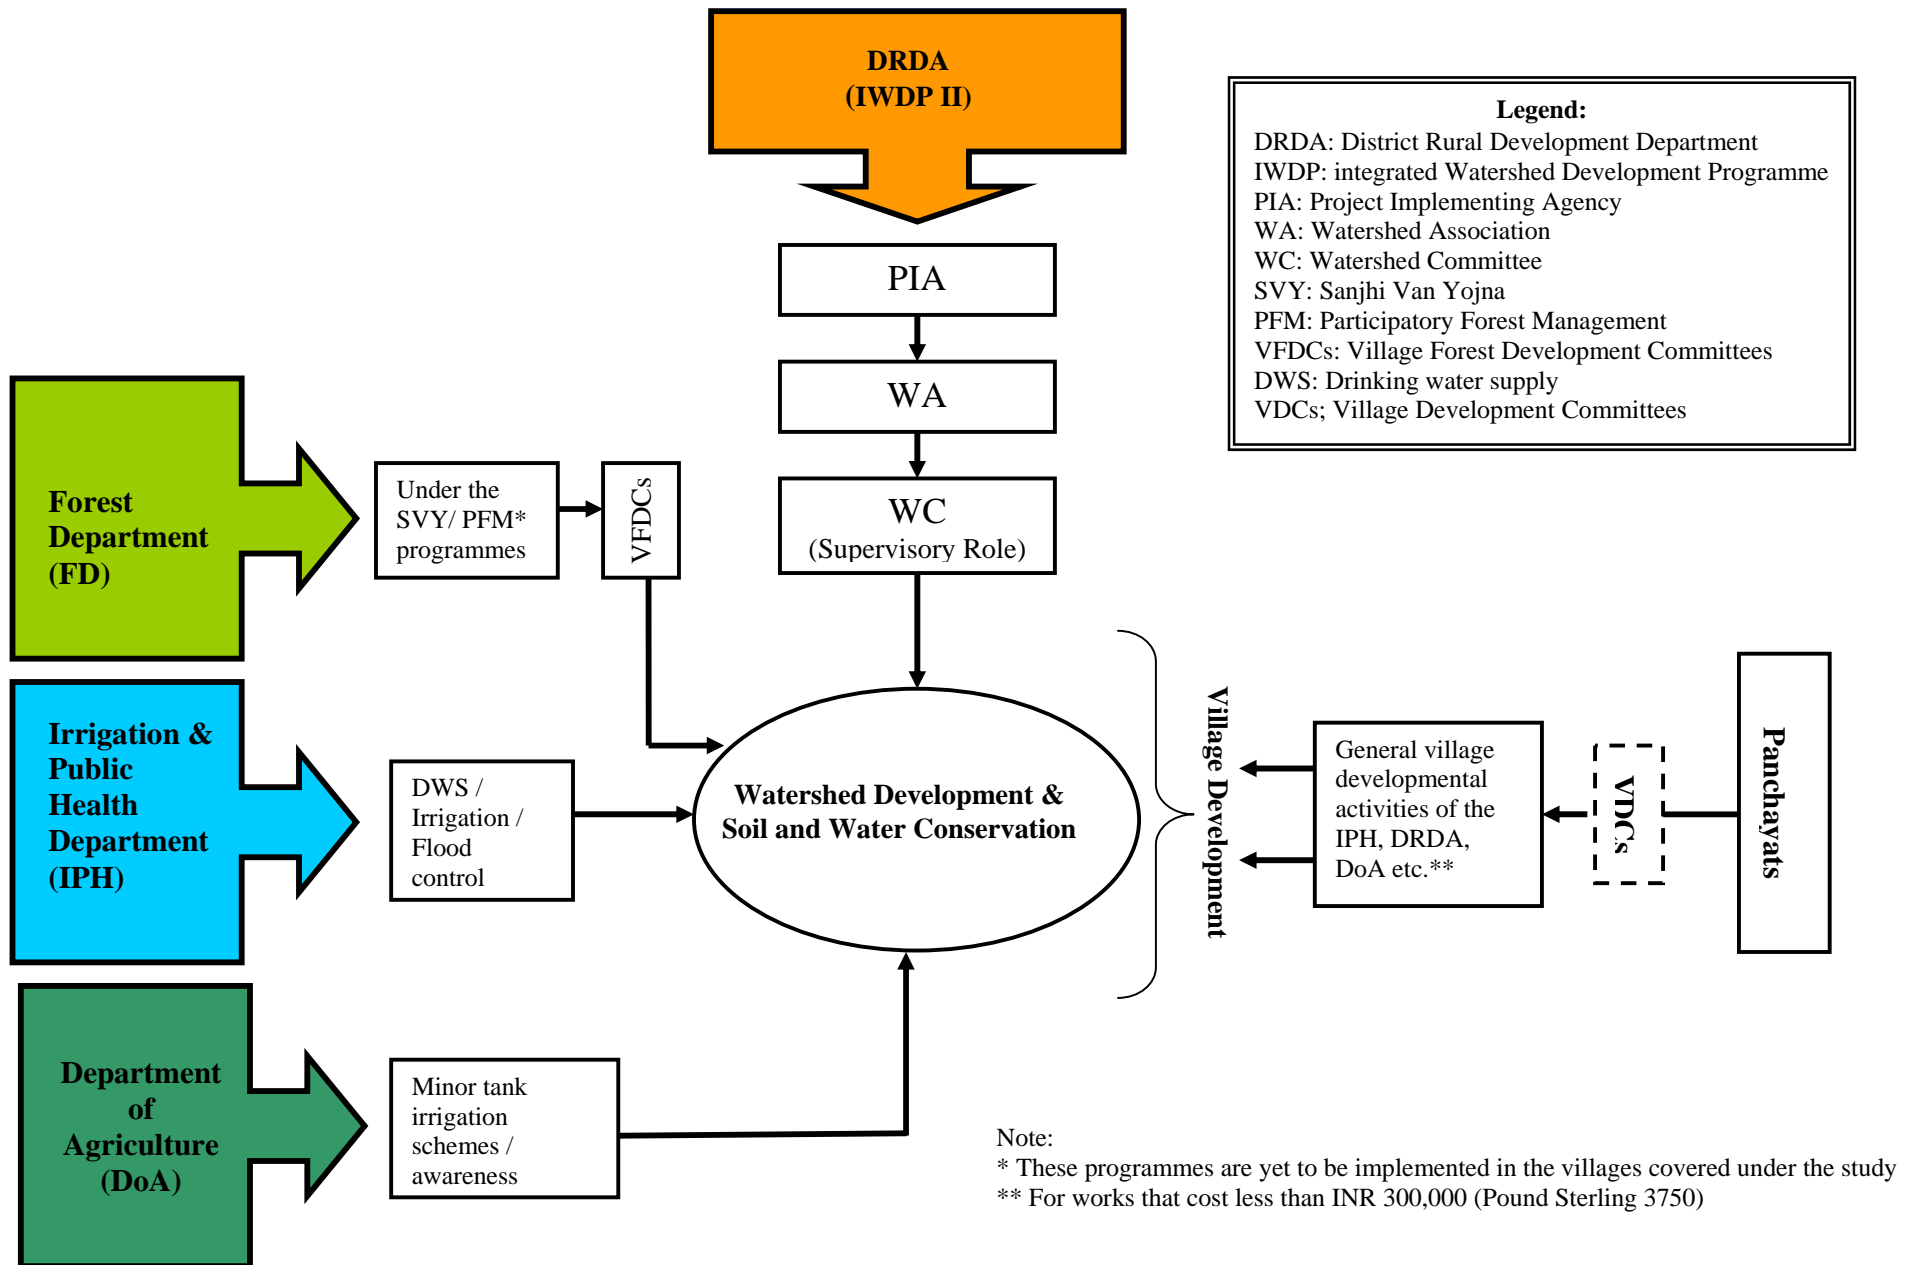 DRDA
(IWDP II)
Legend:
DRDA: District Rural Development Department
IWDP: integrated Watershed Development Programme
PIA: Project Implementing Agency
WA: Watershed Association
WC: Watershed Committee
SVY: Sanjhi Van Yojna
PFM: Participatory Forest Management
VFDCs: Village Forest Development Committees
DWS: Drinking water supply
VDCs; Village Development Committees
PIA
WA
WC
(Supervisory Role)
Forest
Department
(FD)
Under the
SVY/ PFM*
programmes
VFDCs
Irrigation &
Public
Health
Department
(IPH)
DWS /
Irrigation /
Flood
control
Watershed Development &
Soil and Water Conservation
Village Development
General village
developmental
activities of the
IPH, DRDA,
DoA etc.**
VDCs
Panchayats
Department
of
Agriculture
(DoA)
Minor tank
irrigation
schemes /
awareness
Note:
* These programmes are yet to be implemented in the villages covered under the study
** For works that cost less than INR 300,000 (Pound Sterling 3750)